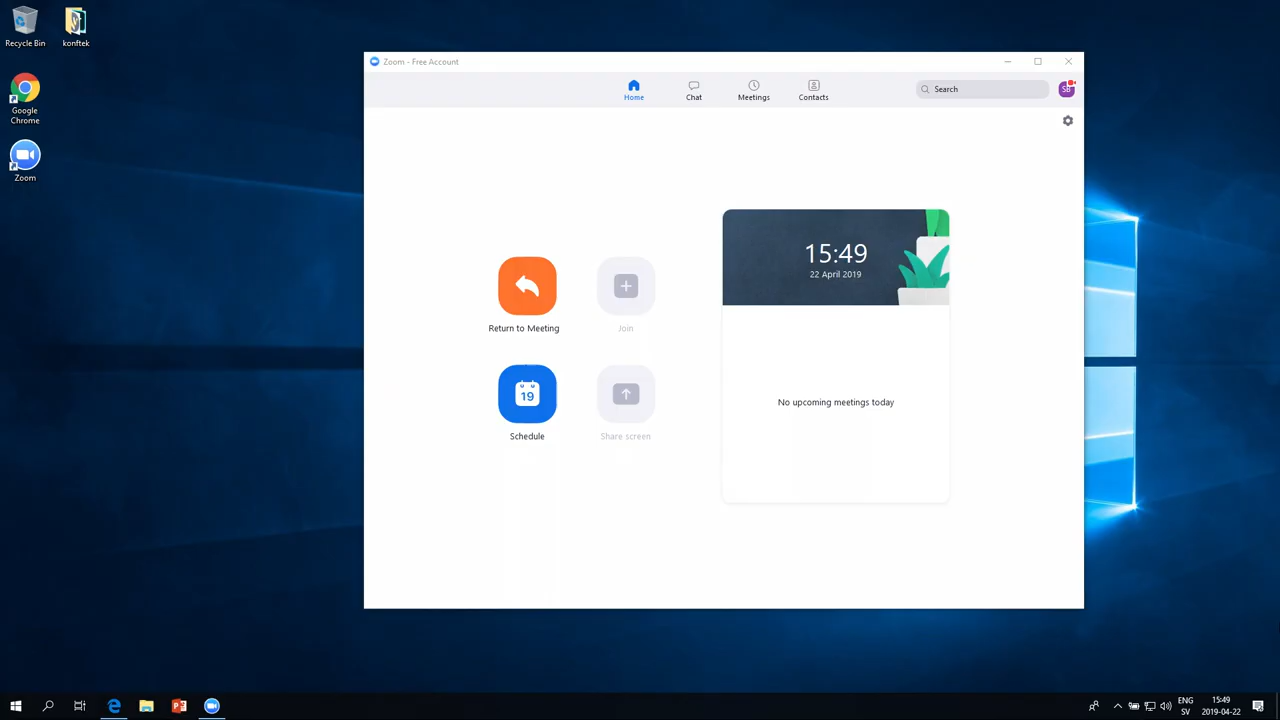 Recycle Bin
konftek
Google
Chrome
Zoom
Zoom - Free Account
Home
Chat
Meetings
Contacts
Search
SB
15:49
22 April 2019
Return to Meeting
Join
19
Schedule
Share screen
No upcoming meetings today
ENG
SV
15:49
2019-04-22